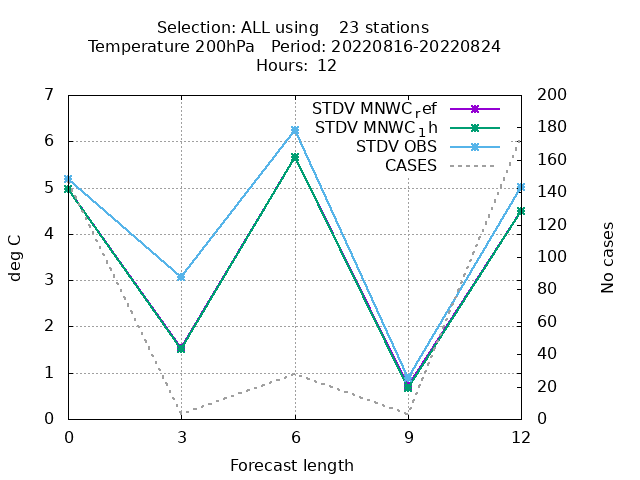 Selection: ALL using    23 stations
Temperature 200hPa   Period: 20220816-20220824
Hours: 12
7
6
5
4
3
2
1
0
deg C
200
180
160
140
120
100
80
60
40
20
0
No cases
STDV MNWCref
STDV MNWC1h
STDV OBS
CASES
0 3 6 9 12
Forecast length